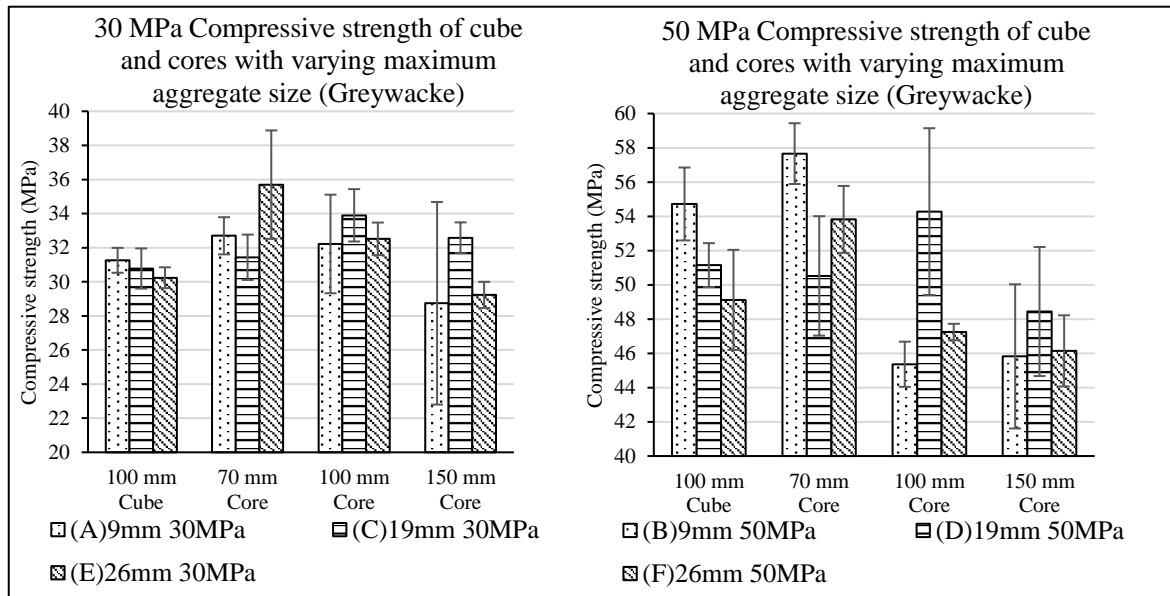 30 MPa Compressive strength of cube
and cores with varying maximum
aggregate size (Greywacke)
Compressive strength (MPa)
40
38
36
34
32
30
28
26
24
22
20
100 mm
Cube
70 mm
Core
100 mm
Core
150 mm
Core
(A)9mm 30MPa
(C)19mm 30MPa
(E)26mm 30MPa
50 MPa Compressive strength of cube
and cores with varying maximum
aggregate size (Greywacke)
Compressive strength (MPa)
60
58
56
54
52
50
48
46
44
42
40
100 mm
Cube
70 mm
Core
100 mm
Core
150 mm
Core
(B)9mm 50MPa
(D)19mm 50MPa
(F)26mm 50MPa